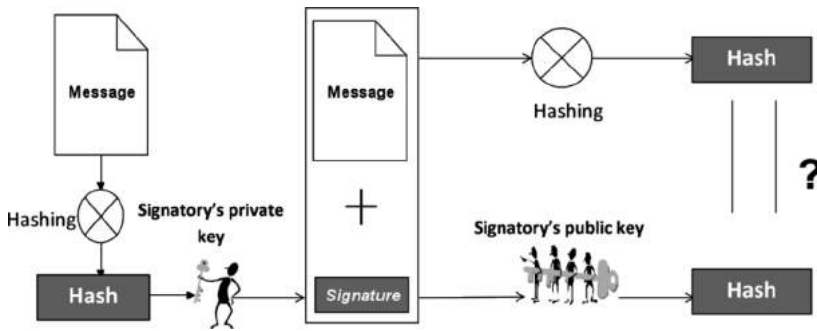 Message
Hashing
Hash
Signatory's private
key
Message
+
Signature
Hashing
Hash
Signatory's public key
Hash
?